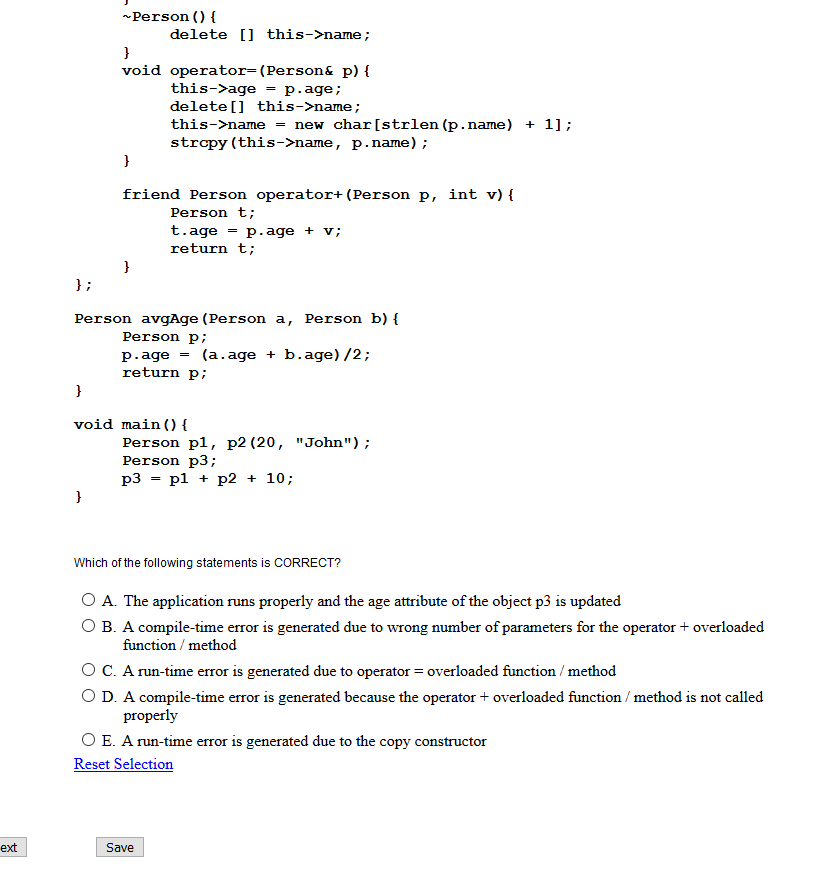 }
~Person(){
delete [] this->name;
}
void operator=(Person& p){
this->age = p.age;
delete[] this->name;
this->name = new char[strlen(p.name) + 1];
strcpy(this->name, p.name);
}
friend Person operator+(Person p, int v){
Person t;
t.age = p.age + v;
return t;
}
};
Person avgAge(Person a, Person b){
Person p;
p.age = (a.age + b.age)/2;
return p;
}
void main(){
Person p1, p2(20, "John");
Person p3;
p3 = p1 + p2 + 10;
}
Which of the following statements is CORRECT?
A. The application runs properly and the age attribute of the object p3 is updated
B. A compile-time error is generated due to wrong number of parameters for the operator + overloaded
function / method
C. A run-time error is generated due to operator = overloaded function / method
D. A compile-time error is generated because the operator + overloaded function / method is not called
properly
E. A run-time error is generated due to the copy constructor
Reset Selection
ext Save